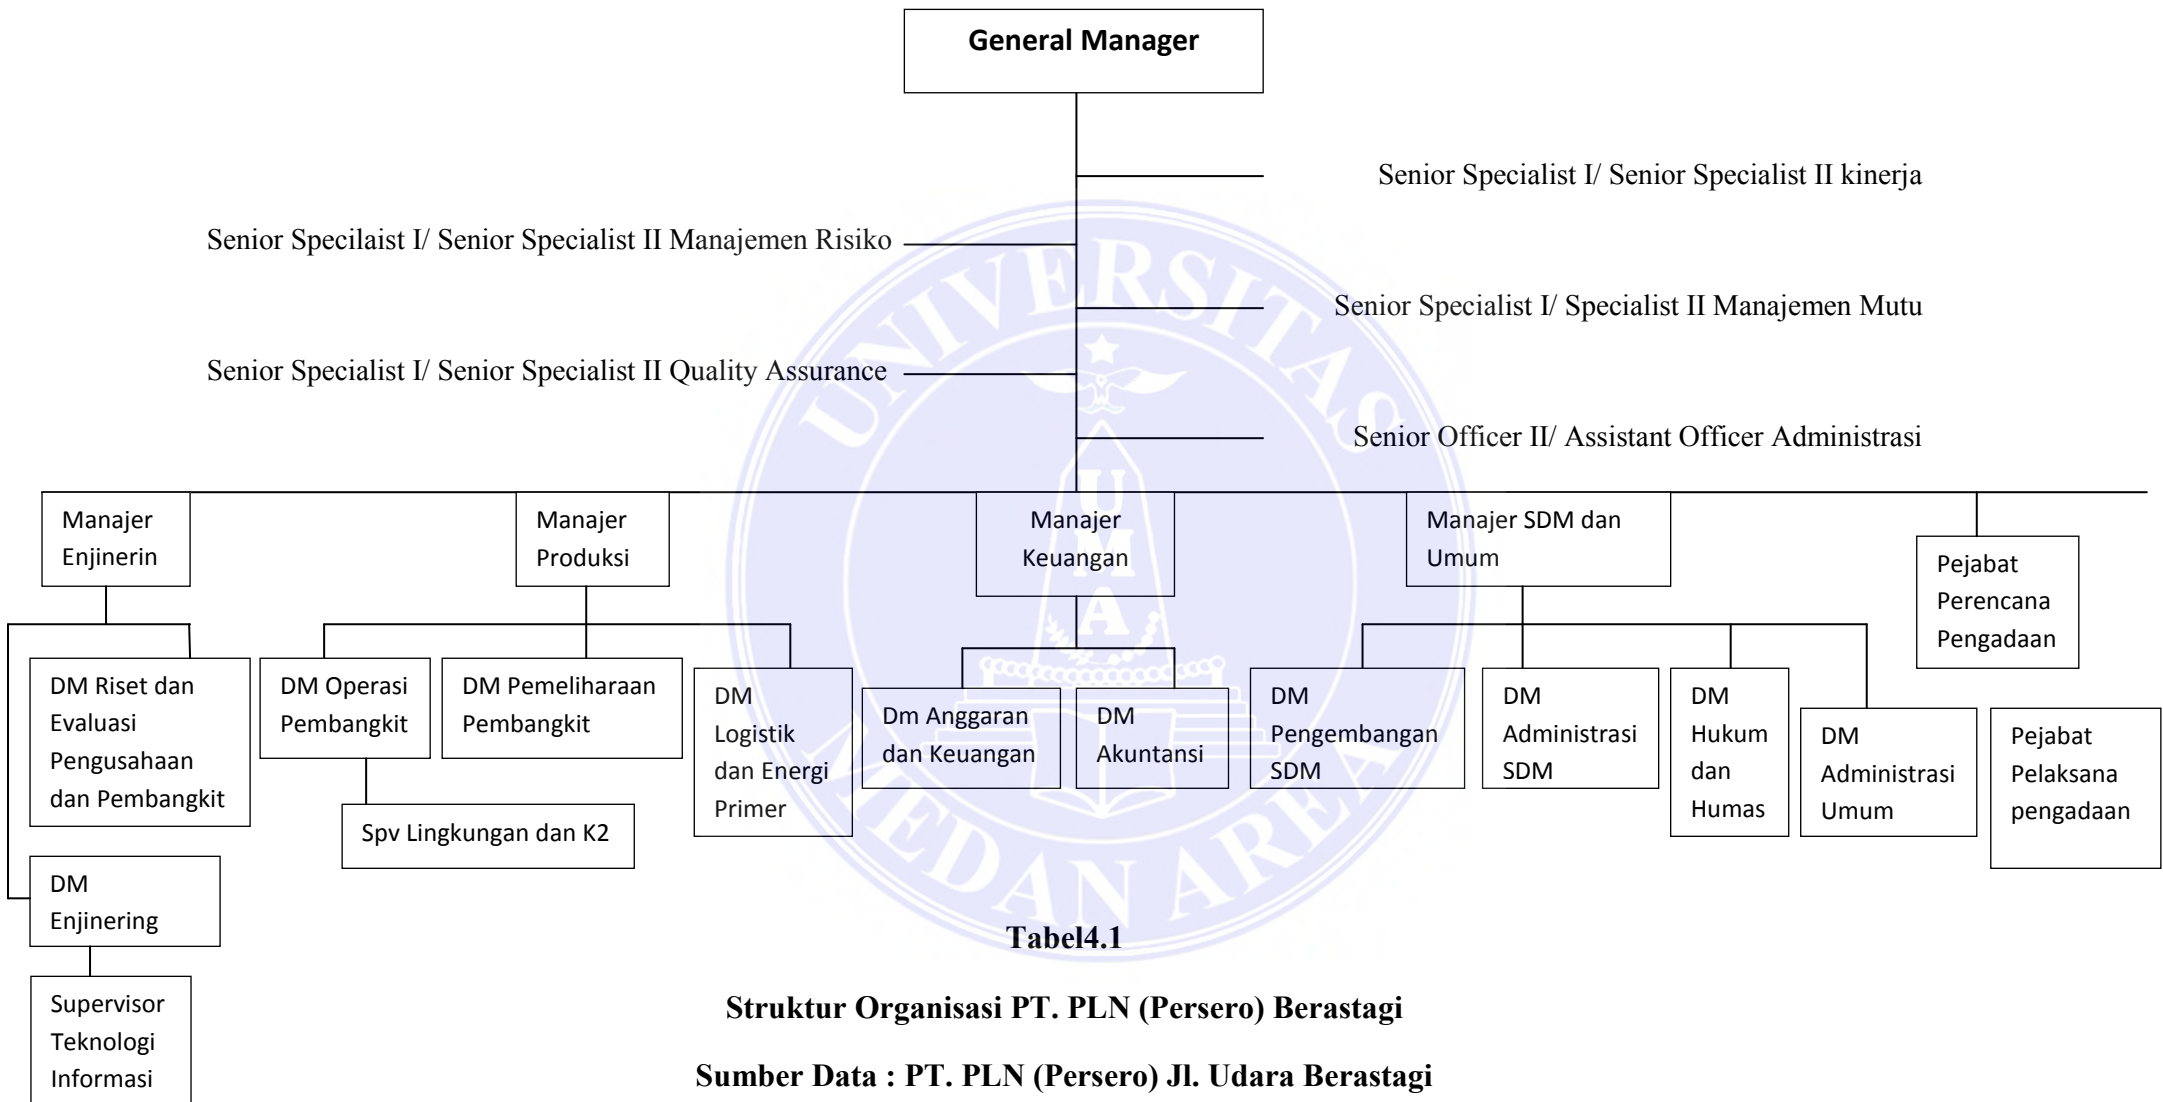 General Manager
Senior Specialist I/ Senior Specialist II kinerja
Senior Specilaist I/ Senior Specialist II Manajemen Risiko
Senior Specialist I/ Specialist II Manajemen Mutu
Senior Specialist I/ Senior Specialist II Quality Assurance
Senior Officer II/ Assistant Officer Administrasi
Manajer
Enjinerin
Manajer
Produksi
Manajer
Keuangan
Manajer SDM dan
Umum
Pejabat
Perencana
Pengadaan
DM Riset dan
Evaluasi
Pengusahaan
dan Pembangkit
DM Operasi
Pembangkit
DM Pemeliharaan
Pembangkit
DM
Logistik
dan Energi
Primer
Dm Anggaran
dan Keuangan
DM
Akuntansi
DM
Pengembangan
SDM
DM
Administrasi
SDM
DM
Hukum
dan
Humas
DM
Administrasi
Umum
Pejabat
Pelaksana
pengadaan
Spv Lingkungan dan K2
DM
Enjinering
Supervisor
Teknologi
Informasi
UNIVERSITAS
UMA
MEDAN AREA
Tabel4.1
Struktur Organisasi PT. PLN (Persero) Berastagi
Sumber Data : PT. PLN (Persero) Jl. Udara Berastagi